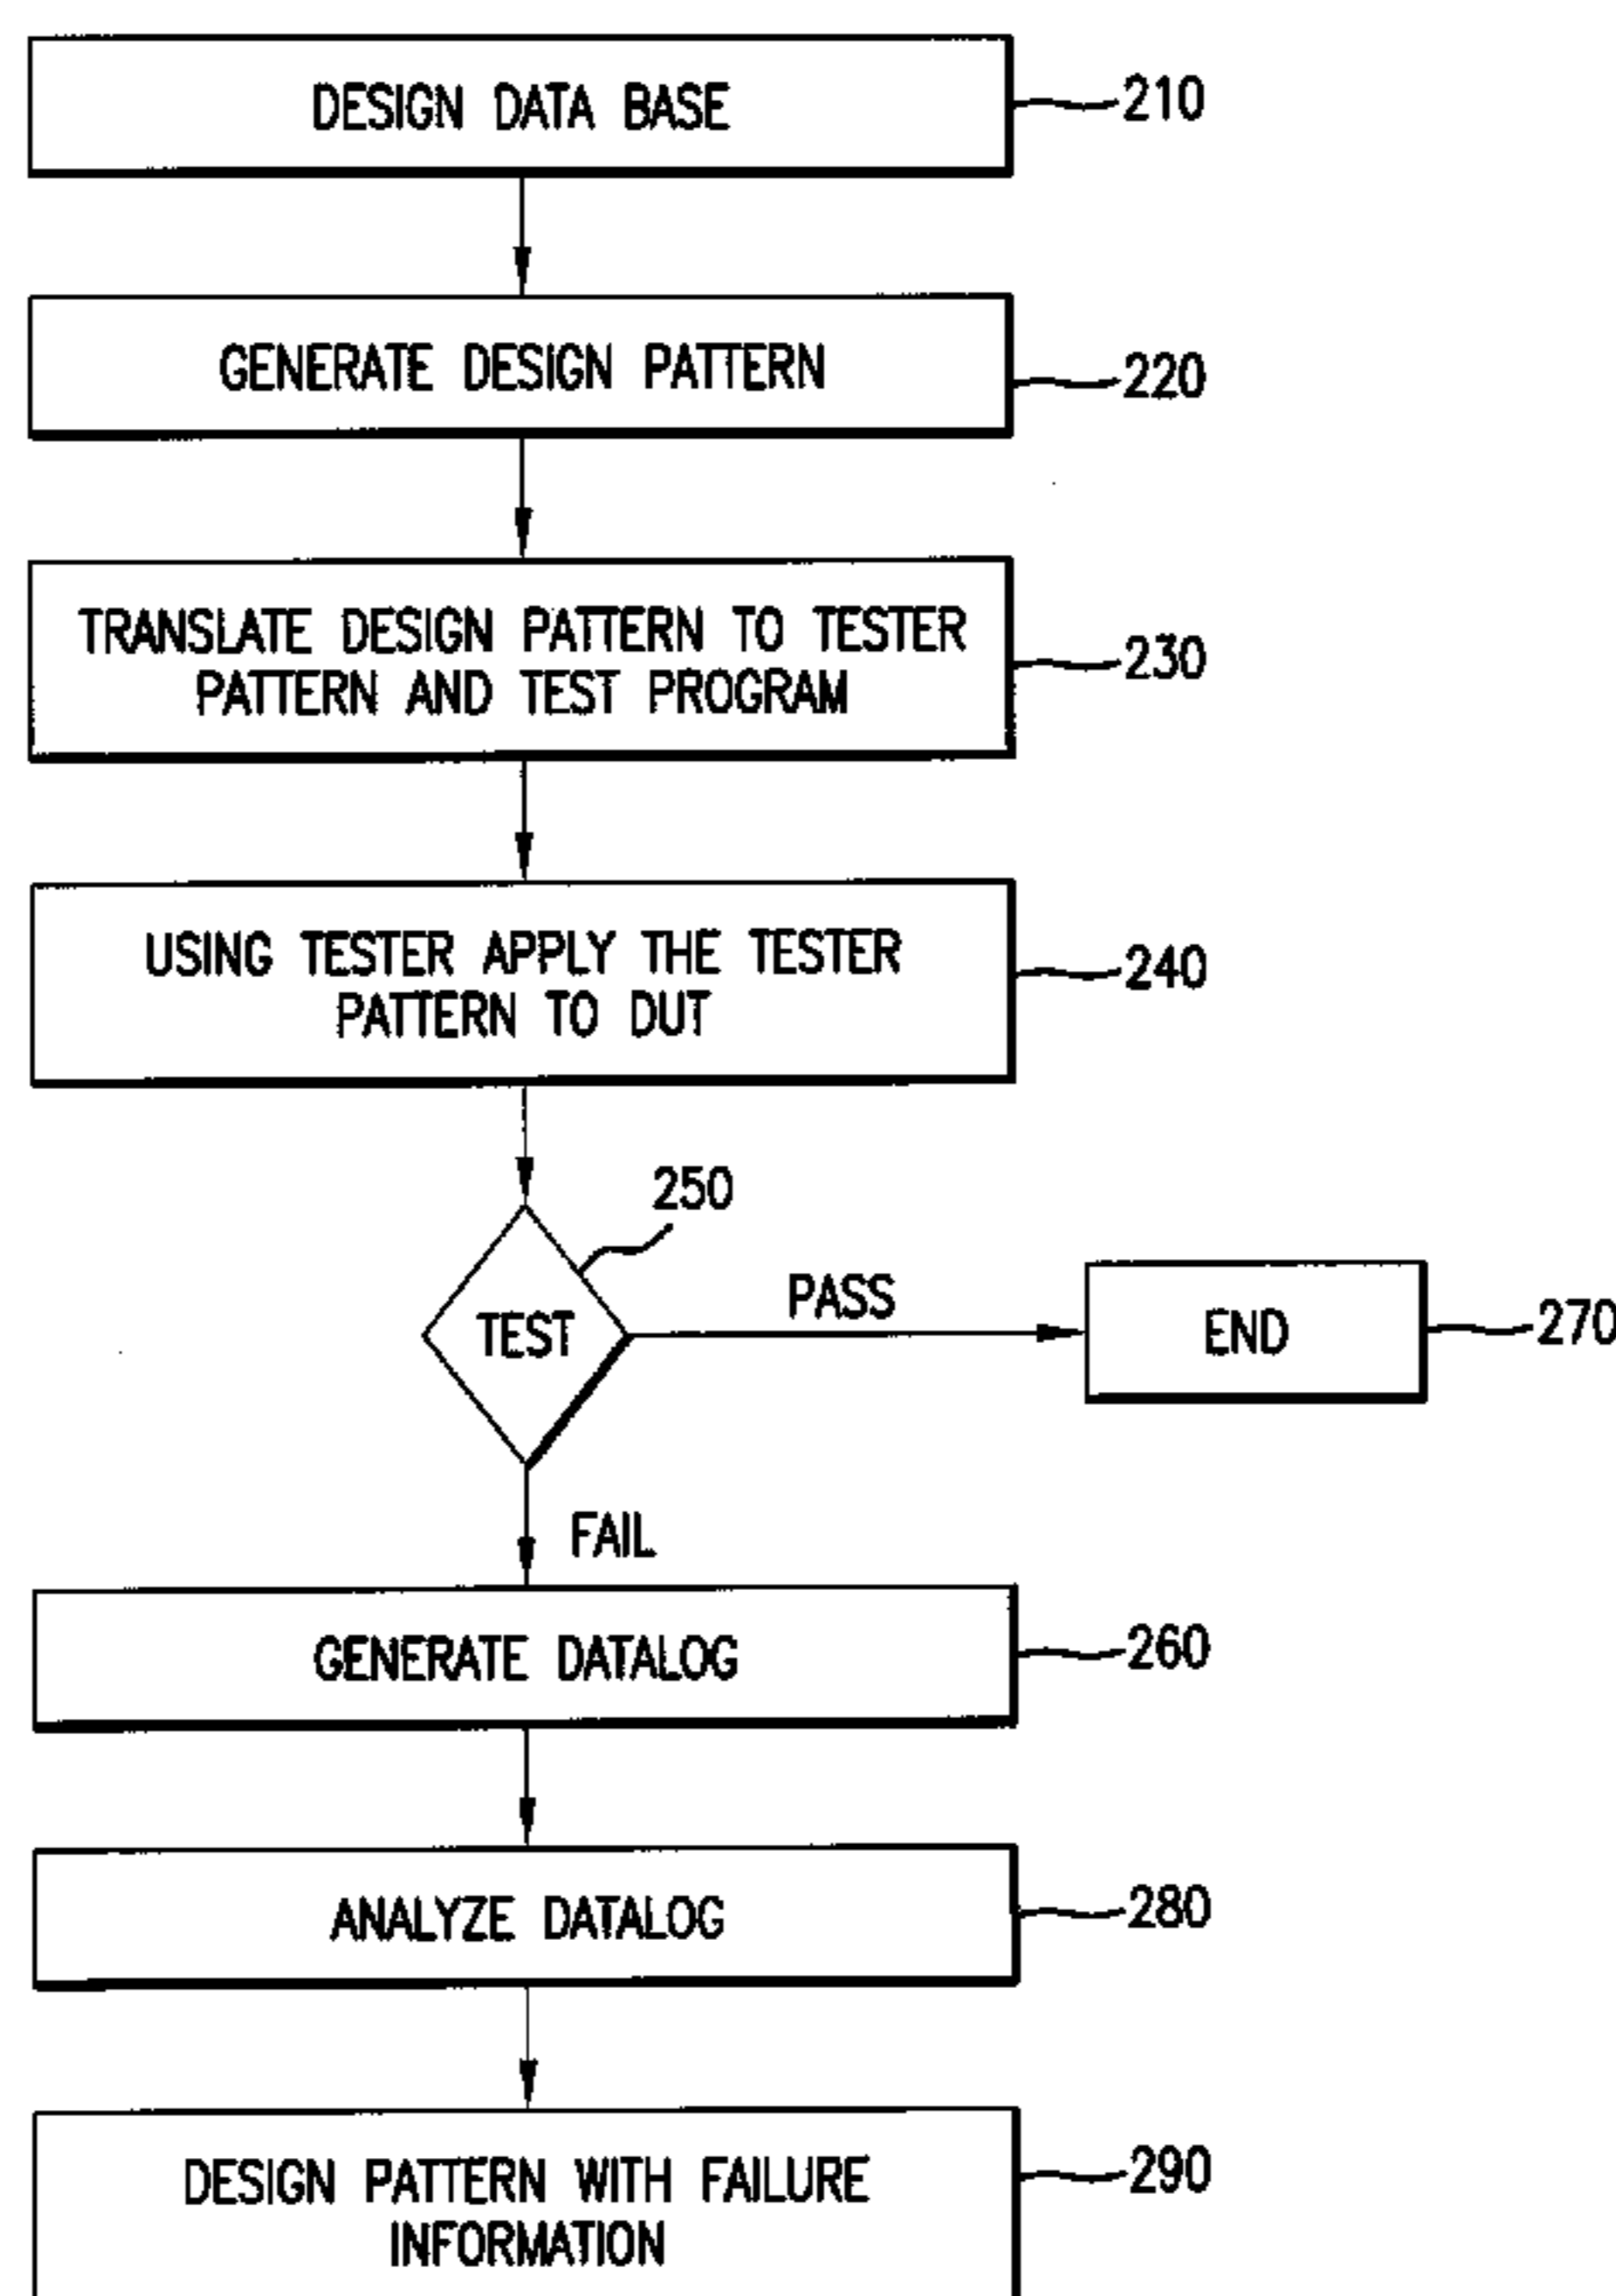 DESIGN DATA BASE
210
GENERATE DESIGN PATTERN
220
TRANSLATE DESIGN PATTERN TO TESTER
PATTERN AND TEST PROGRAM
230
USING TESTER APPLY THE TESTER
PATTERN TO DUT
240
250
TEST
PASS
END
270
FAIL
GENERATE DATALOG
260
ANALYZE DATALOG
280
DESIGN PATTERN WITH FAILURE
INFORMATION
290